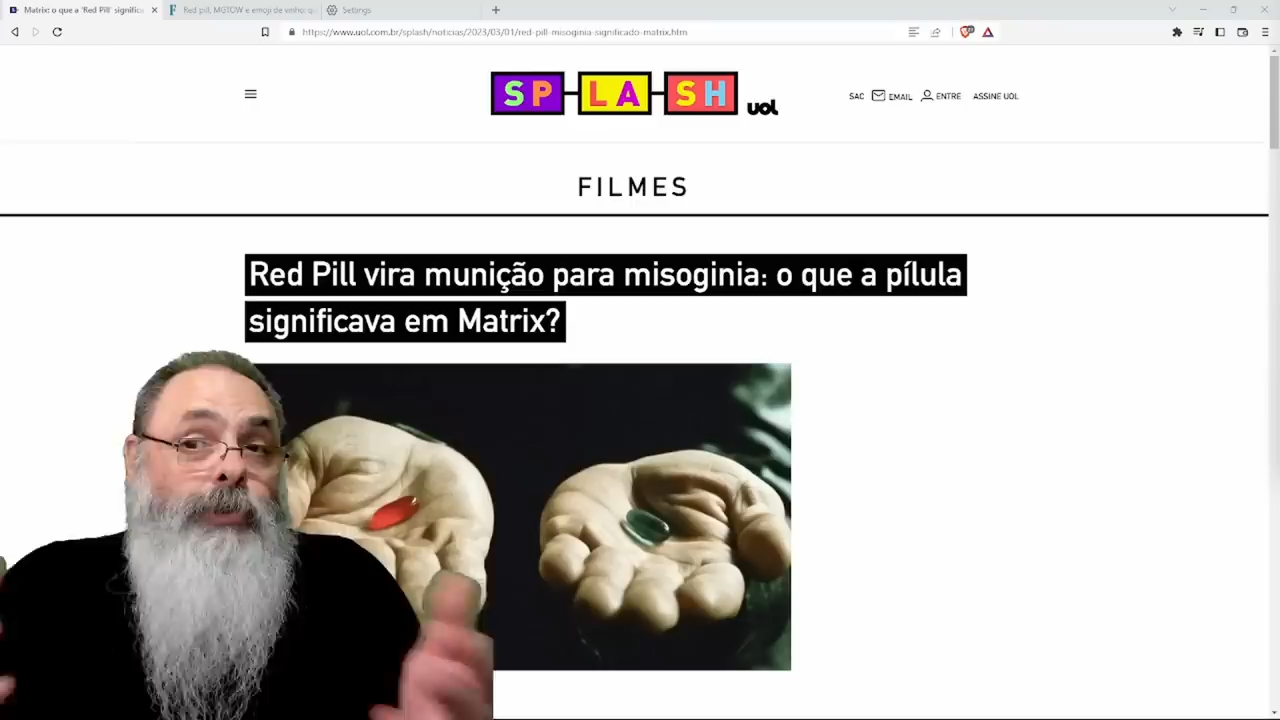 Matrix: o que a 'Red Pill' signific
Red pill, MGTOW e emoji de vinho: q
Settings
https://www.uol.com.br/splash/noticias/2023/03/01/red-pill-misoginia-significado-matrix.htm
SPLASH uol
SAC EMAIL ENTRE ASSINE UOL
FILMES
Red Pill vira munição para misoginia: o que a pílula
significava em Matrix?